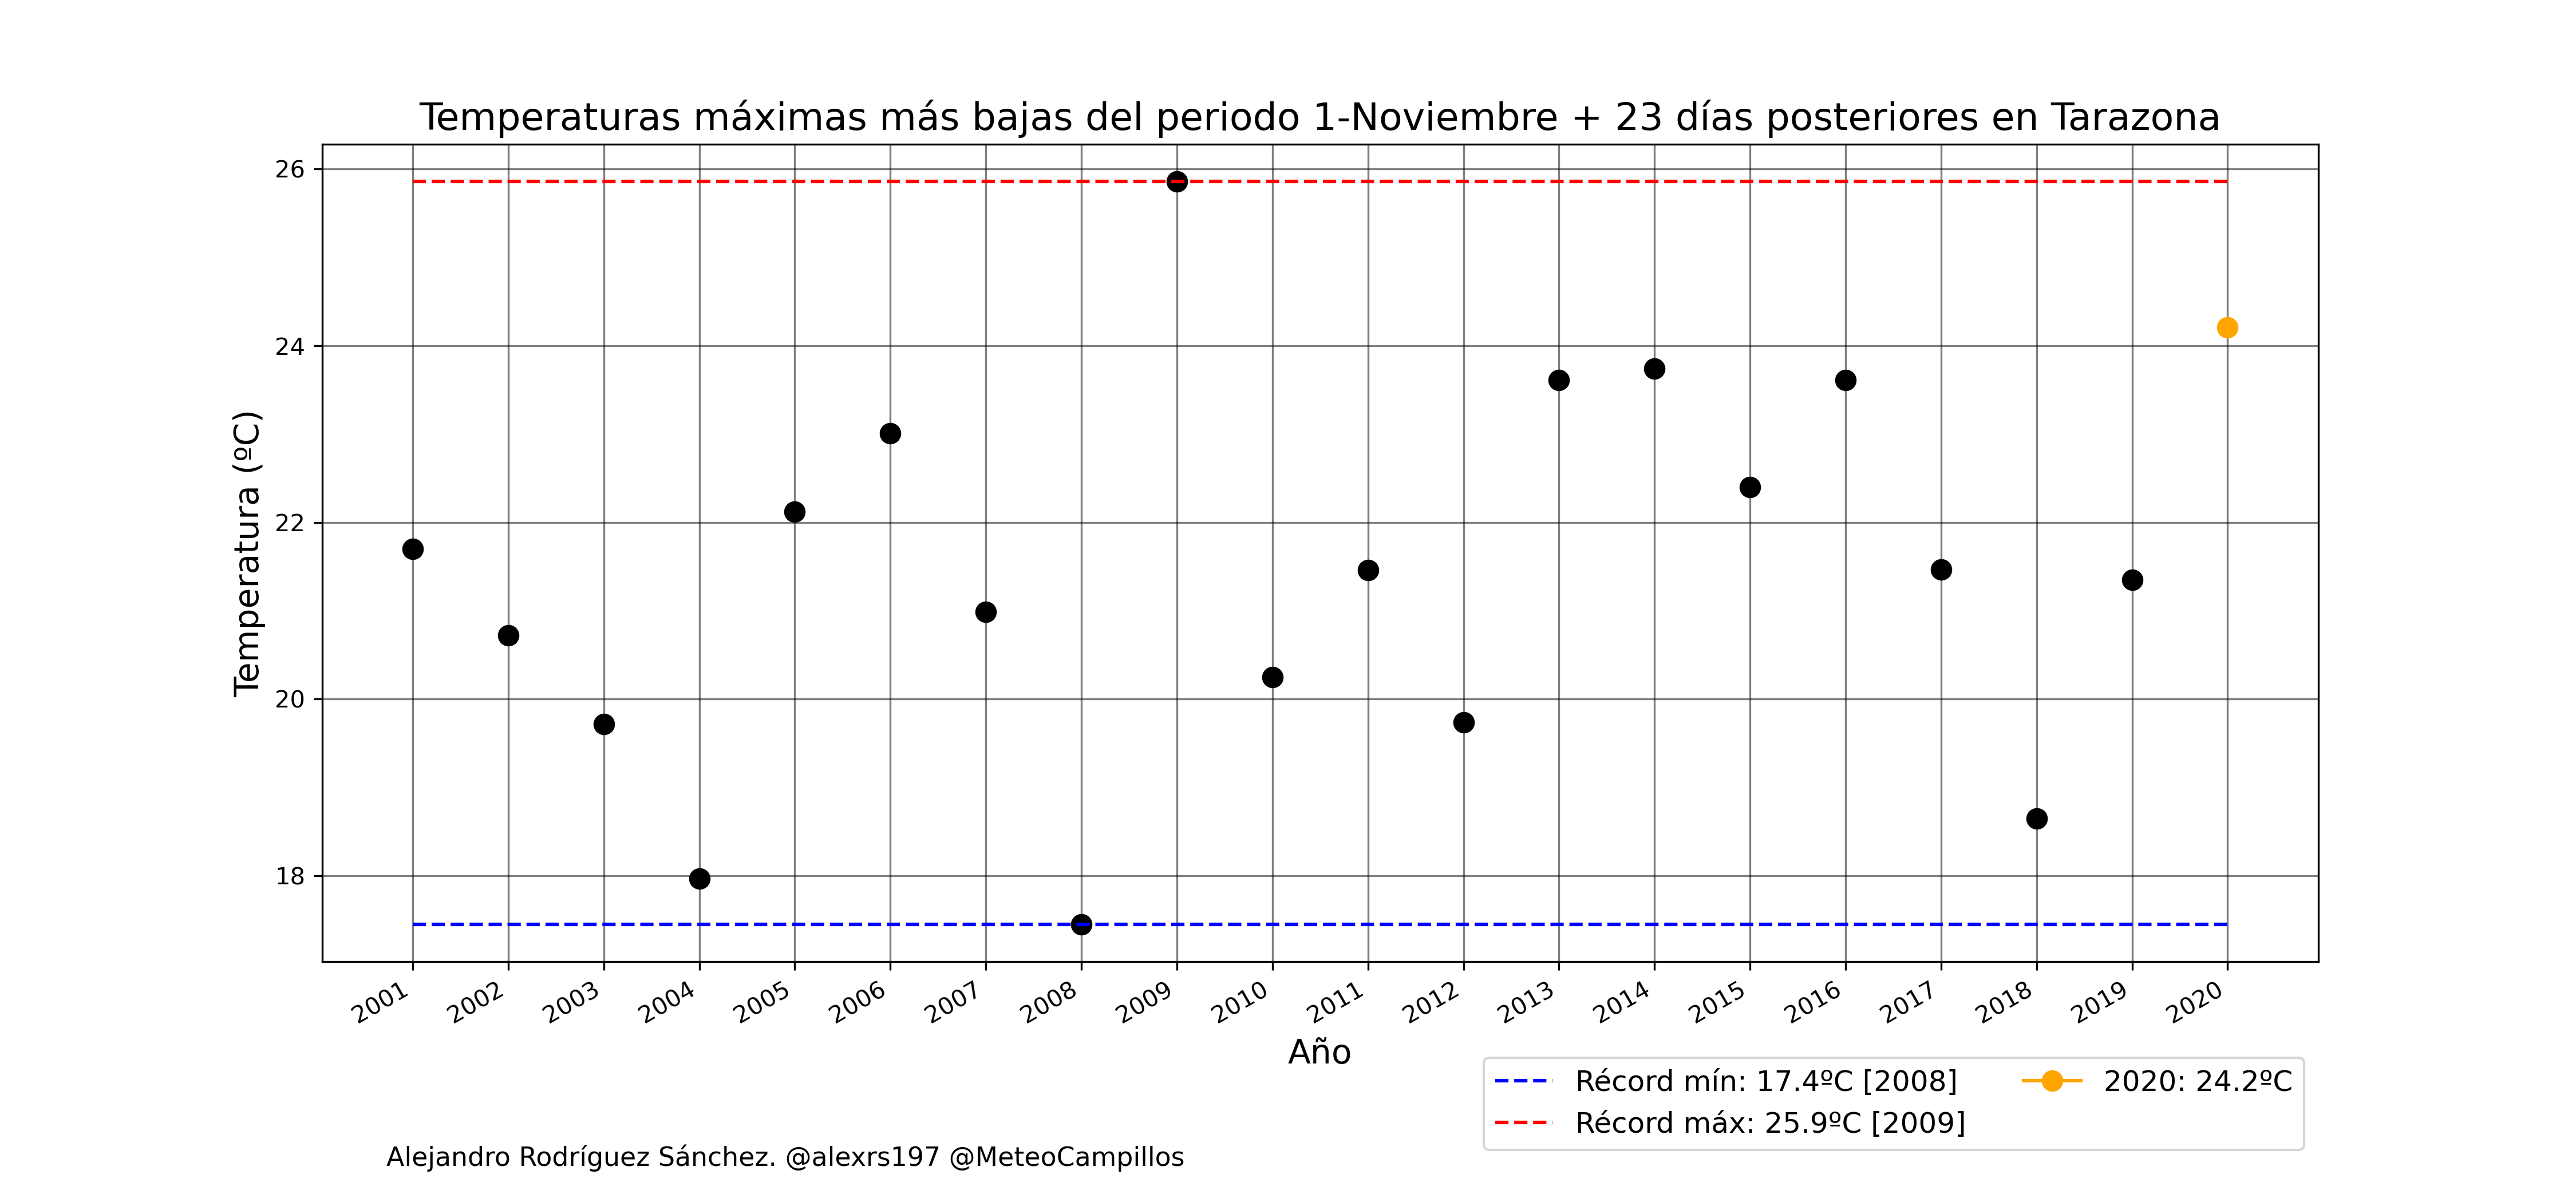 Temperaturas máximas más bajas del periodo 1-Noviembre + 23 días posteriores en Tarazona
Temperatura (ºC)
26
24
22
20
18
2001 2002 2003 2004 2005 2006 2007 2008 2009 2010 2011 2012 2013 2014 2015 2016 2017 2018 2019 2020
Año
Récord mín: 17.4ºC [2008]
Récord máx: 25.9ºC [2009]
2020: 24.2ºC
Alejandro Rodríguez Sánchez. @alexrs197 @MeteoCampillos